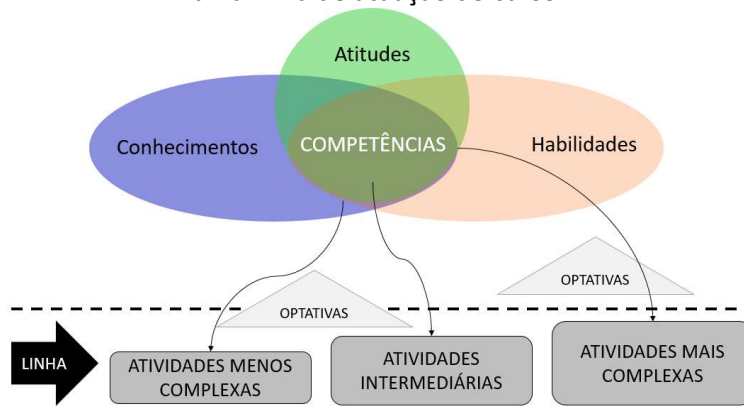 Atitudes
Conhecimentos
COMPETÊNCIAS
Habilidades
OPTATIVAS
OPTATIVAS
LINHA
ATIVIDADES MENOS
COMPLEXAS
ATIVIDADES
INTERMEDIÁRIAS
ATIVIDADES MAIS
COMPLEXAS